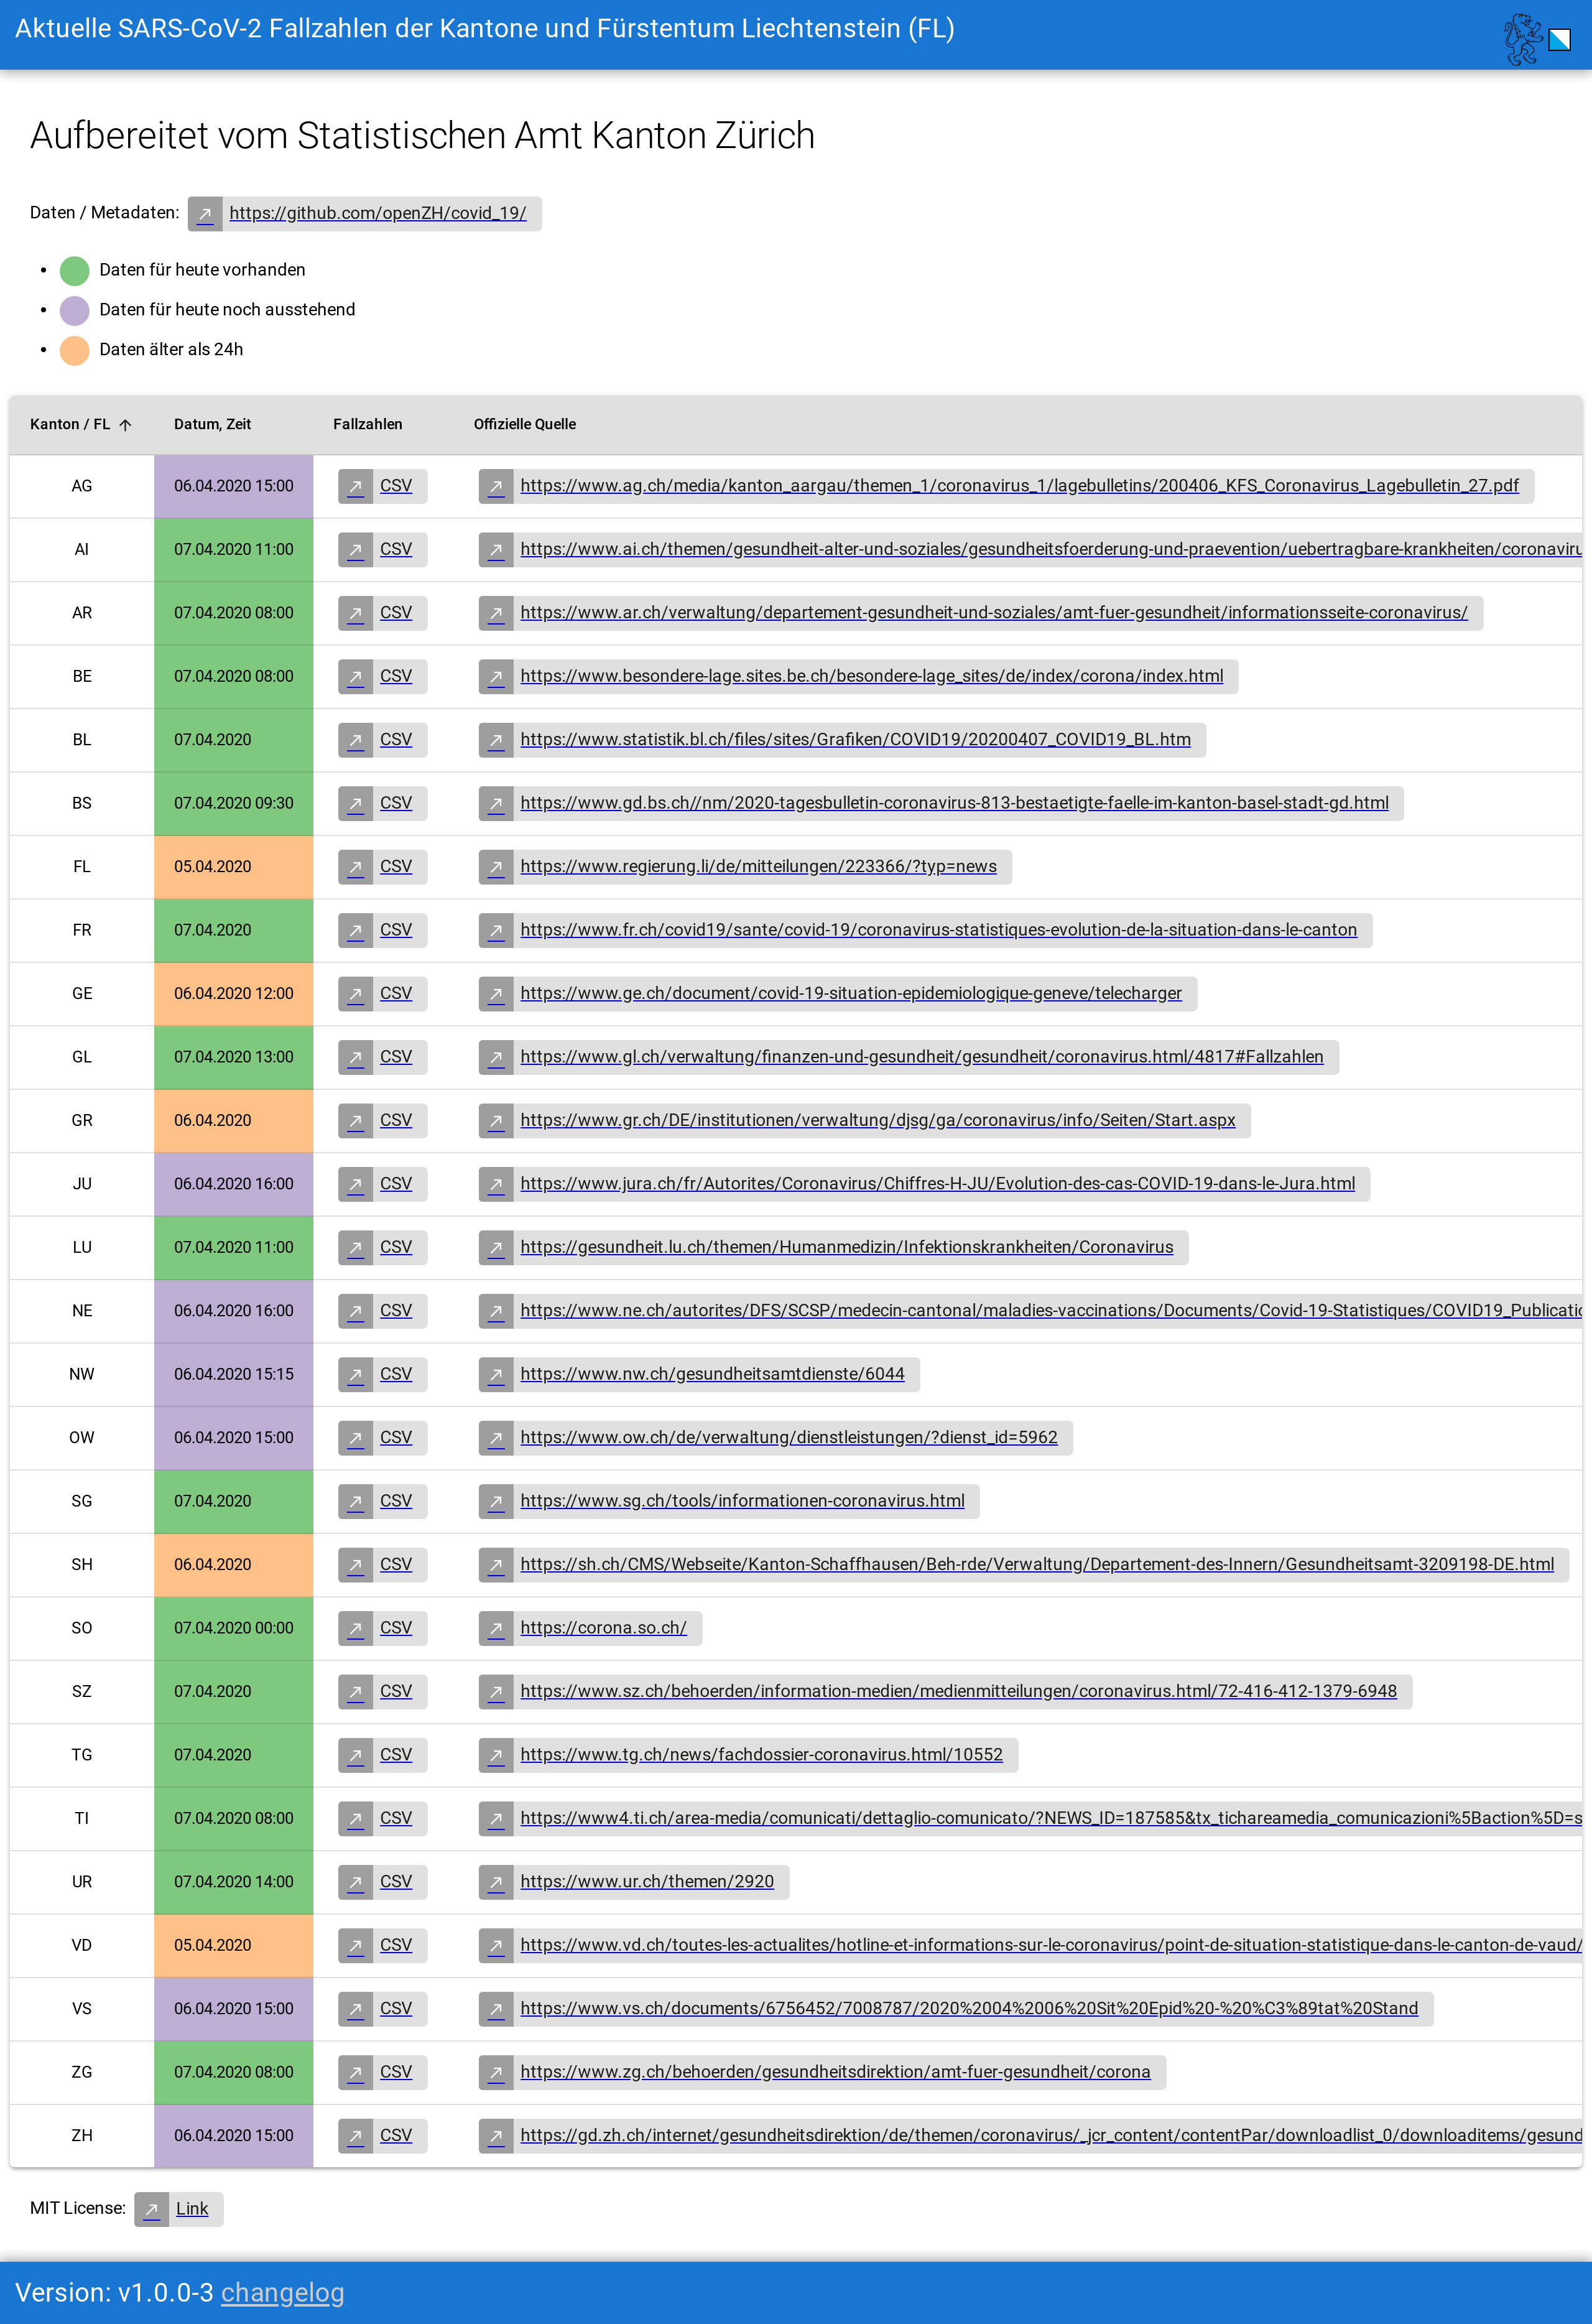 Aktuelle SARS-CoV-2 Fallzahlen der Kantone und Fürstentum Liechtenstein (FL)
Aufbereitet vom Statistischen Amt Kanton Zürich
Daten / Metadaten: https://github.com/openZH/covid_19/
Daten für heute vorhanden
Daten für heute noch ausstehend
Daten älter als 24h
Kanton / FL Datum, Zeit Fallzahlen Offizielle Quelle
AG 06.04.2020 15:00 CSV https://www.ag.ch/media/kanton_aargau/themen_1/coronavirus_1/lagebulletins/200406_KFS_Coronavirus_Lagebulletin_27.pdf
AI 07.04.2020 11:00 CSV https://www.ai.ch/themen/gesundheit-alter-und-soziales/gesundheitsfoerderung-und-praevention/uebertragbare-krankheiten/coronaviru
AR 07.04.2020 08:00 CSV https://www.ar.ch/verwaltung/departement-gesundheit-und-soziales/amt-fuer-gesundheit/informationsseite-coronavirus/
BE 07.04.2020 08:00 CSV https://www.besondere-lage.sites.be.ch/besondere-lage_sites/de/index/corona/index.html
BL 07.04.2020 CSV https://www.statistik.bl.ch/files/sites/Grafiken/COVID19/20200407_COVID19_BL.htm
BS 07.04.2020 09:30 CSV https://www.gd.bs.ch//nm/2020-tagesbulletin-coronavirus-813-bestaetigte-faelle-im-kanton-basel-stadt-gd.html
FL 05.04.2020 CSV https://www.regierung.li/de/mitteilungen/223366/?typ=news
FR 07.04.2020 CSV https://www.fr.ch/covid19/sante/covid-19/coronavirus-statistiques-evolution-de-la-situation-dans-le-canton
GE 06.04.2020 12:00 CSV https://www.ge.ch/document/covid-19-situation-epidemiologique-geneve/telecharger
GL 07.04.2020 13:00 CSV https://www.gl.ch/verwaltung/finanzen-und-gesundheit/gesundheit/coronavirus.html/4817#Fallzahlen
GR 06.04.2020 CSV https://www.gr.ch/DE/institutionen/verwaltung/djsg/ga/coronavirus/info/Seiten/Start.aspx
JU 06.04.2020 16:00 CSV https://www.jura.ch/fr/Autorites/Coronavirus/Chiffres-H-JU/Evolution-des-cas-COVID-19-dans-le-Jura.html
LU 07.04.2020 11:00 CSV https://gesundheit.lu.ch/themen/Humanmedizin/Infektionskrankheiten/Coronavirus
NE 06.04.2020 16:00 CSV https://www.ne.ch/autorites/DFS/SCSP/medecin-cantonal/maladies-vaccinations/Documents/Covid-19-Statistiques/COVID19_Publicatio
NW 06.04.2020 15:15 CSV https://www.nw.ch/gesundheitsamtdienste/6044
OW 06.04.2020 15:00 CSV https://www.ow.ch/de/verwaltung/dienstleistungen/?dienst_id=5962
SG 07.04.2020 CSV https://www.sg.ch/tools/informationen-coronavirus.html
SH 06.04.2020 CSV https://sh.ch/CMS/Webseite/Kanton-Schaffhausen/Beh-rde/Verwaltung/Departement-des-Innern/Gesundheitsamt-3209198-DE.html
SO 07.04.2020 00:00 CSV https://corona.so.ch/
SZ 07.04.2020 CSV https://www.sz.ch/behoerden/information-medien/medienmitteilungen/coronavirus.html/72-416-412-1379-6948
TG 07.04.2020 CSV https://www.tg.ch/news/fachdossier-coronavirus.html/10552
TI 07.04.2020 08:00 CSV https://www4.ti.ch/area-media/comunicati/dettaglio-comunicato/?NEWS_ID=187585&tx_tichareamedia_comunicazioni%5Baction%5D=s
UR 07.04.2020 14:00 CSV https://www.ur.ch/themen/2920
VD 05.04.2020 CSV https://www.vd.ch/toutes-les-actualites/hotline-et-informations-sur-le-coronavirus/point-de-situation-statistique-dans-le-canton-de-vaud/
VS 06.04.2020 15:00 CSV https://www.vs.ch/documents/6756452/7008787/2020%2004%2006%20Sit%20Epid%20-%20%C3%89tat%20Stand
ZG 07.04.2020 08:00 CSV https://www.zg.ch/behoerden/gesundheitsdirektion/amt-fuer-gesundheit/corona
ZH 06.04.2020 15:00 CSV https://gd.zh.ch/internet/gesundheitsdirektion/de/themen/coronavirus/_jcr_content/contentPar/downloadlist_0/downloaditems/gesund
MIT License: Link
Version: v1.0.0-3 changelog